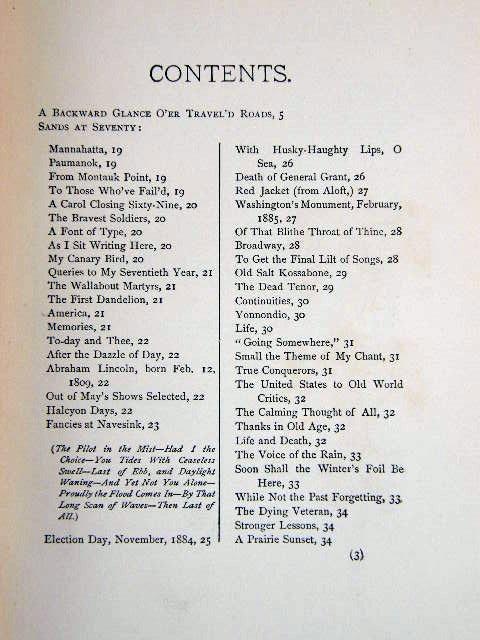 CONTENTS.
A BACKWARD GLANCE O'ER TRAVEL'D ROADS, 5
SANDS AT SEVENTY:
Mannahatta, 19
Paumanok, 19
From Montauk Point, 19
To Those Who've Fail'd, 19
A Carol Closing Sixty-Nine, 20
The Bravest Soldiers, 20
A Font of Type, 20
As I Sit Writing Here, 20
My Canary Bird, 20
Queries to My Seventieth Year, 21
The Wallabout Martyrs, 21
The First Dandelion, 21
America, 21
Memories, 21
To-day and Thee, 22
After the Dazzle of Day, 22
Abraham Lincoln, born Feb. 12,
1809, 22
Out of May's Shows Selected, 22
Halcyon Days, 22
Fancies at Navesink, 23
(The Pilot in the Mist—Had I the
Choice—You Tides With Ceaseless
Swell—Last of Ebb, and Daylight
Waning—And Yet Not You Alone—
Proudly the Flood Comes In—By That
Long Scan of Waves—Then Last of
All.)
Election Day, November, 1884, 25
With Husky-Haughty Lips, O
Sea, 26
Death of General Grant, 26
Red Jacket (from Aloft,) 27
Washington's Monument, February,
1885, 27
Of That Blithe Throat of Thine, 28
Broadway, 28
To Get the Final Lilt of Songs, 28
Old Salt Kossabone, 29
The Dead Tenor, 29
Continuities, 30
Yonnondio, 30
Life, 30
"Going Somewhere," 31
Small the Theme of My Chant, 31
True Conquerors, 31
The United States to Old World
Critics, 32
The Calming Thought of All, 32
Thanks in Old Age, 32
Life and Death, 32
The Voice of the Rain, 33
Soon Shall the Winter's Foil Be
Here, 33
While Not the Past Forgetting, 33
The Dying Veteran, 34
Stronger Lessons, 34
A Prairie Sunset, 34
(3)